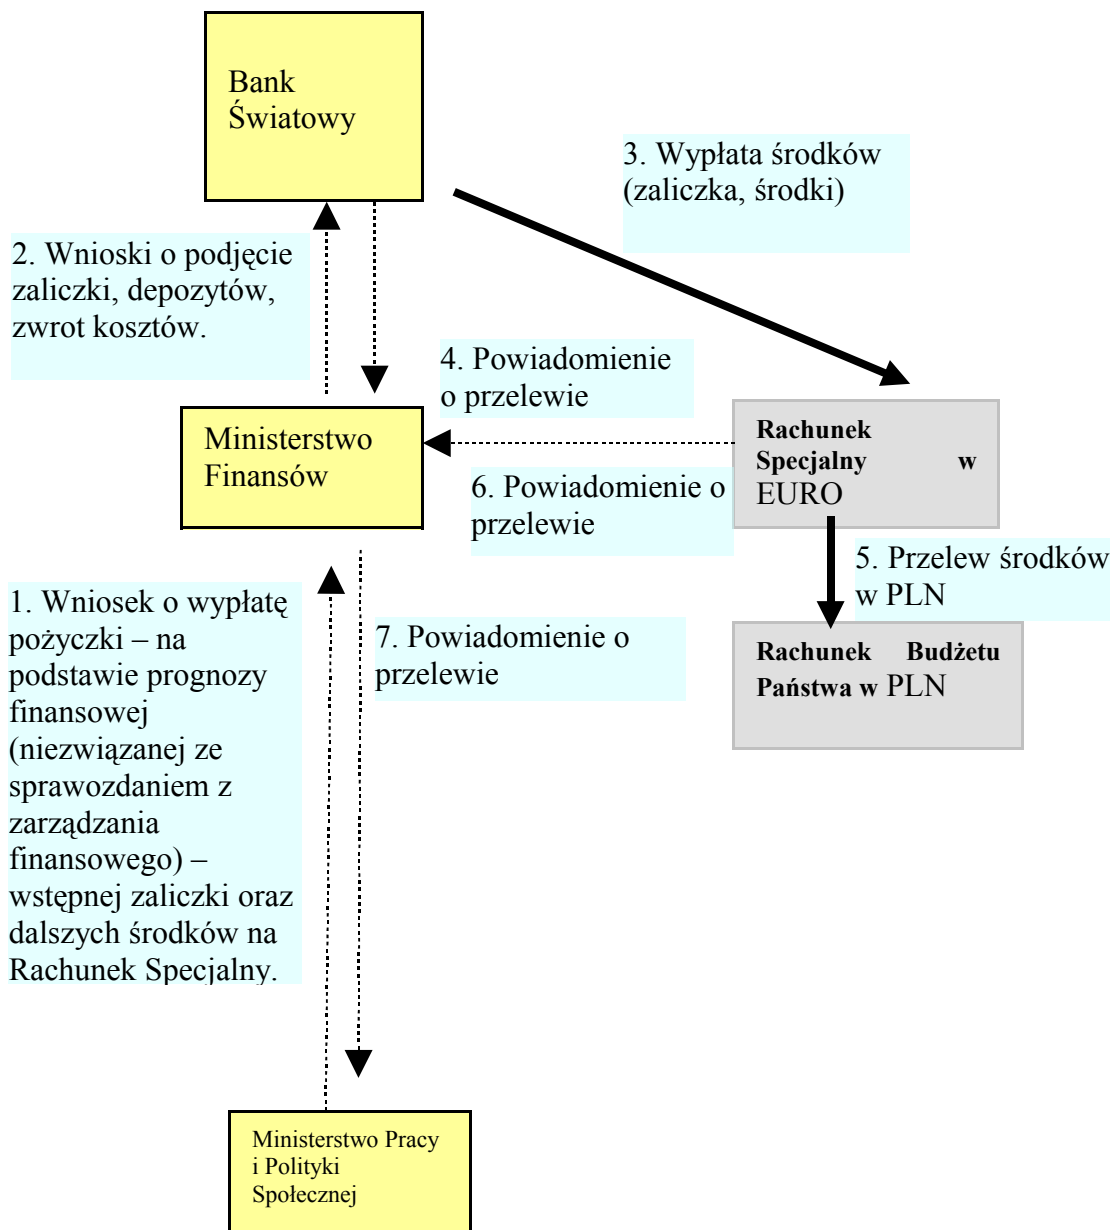 Bank
Światowy
3. Wypłata środków
(zaliczka, środki)
2. Wnioski o podjęcie
zaliczki, depozytów,
zwrot kosztów.
4. Powiadomienie
o przelewie
Ministerstwo
Finansów
Rachunek
Specjalny w
EURO
6. Powiadomienie o
przelewie
5. Przelew środków
w PLN
1. Wniosek o wypłatę
pożyczki – na
podstawie prognozy
finansowej
(niezwiązanej ze
sprawozdaniem z
zarządzania
finansowego) –
wstępnej zaliczki oraz
dalszych środków na
Rachunek Specjalny.
7. Powiadomienie o
przelewie
Rachunek Budżetu
Państwa w PLN
Ministerstwo Pracy
i Polityki
Społecznej